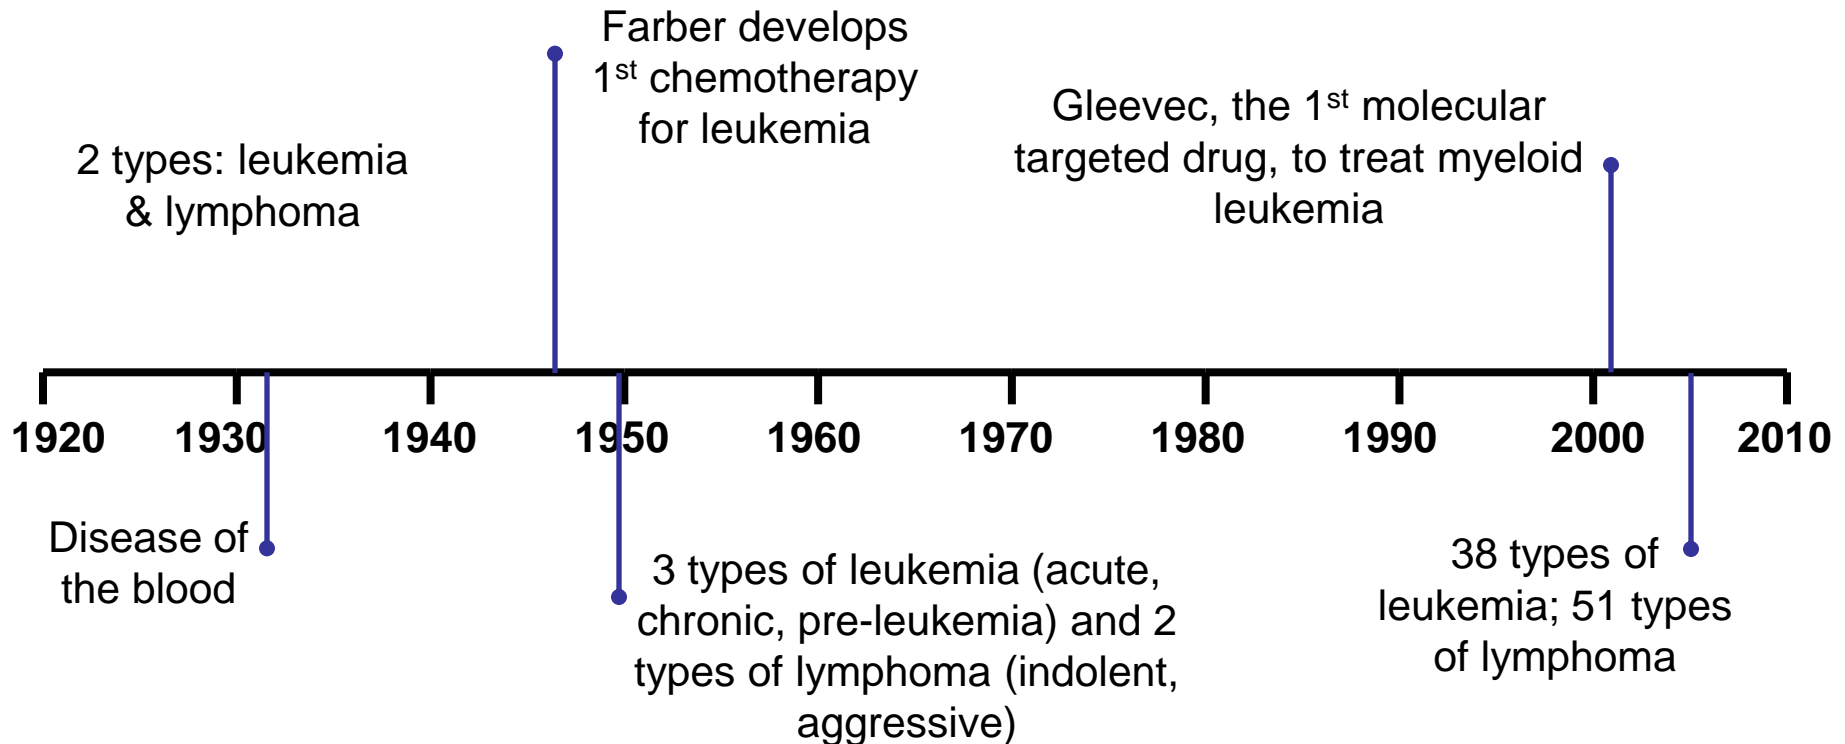 Farber develops
1st chemotherapy
for leukemia
Gleevec, the 1st molecular
targeted drug, to treat myeloid
leukemia
2 types: leukemia
& lymphoma
1920 1930 1940 1950 1960 1970 1980 1990 2000 2010
Disease of
the blood
3 types of leukemia (acute,
chronic, pre-leukemia) and 2
types of lymphoma (indolent,
aggressive)
38 types of
leukemia; 51 types
of lymphoma